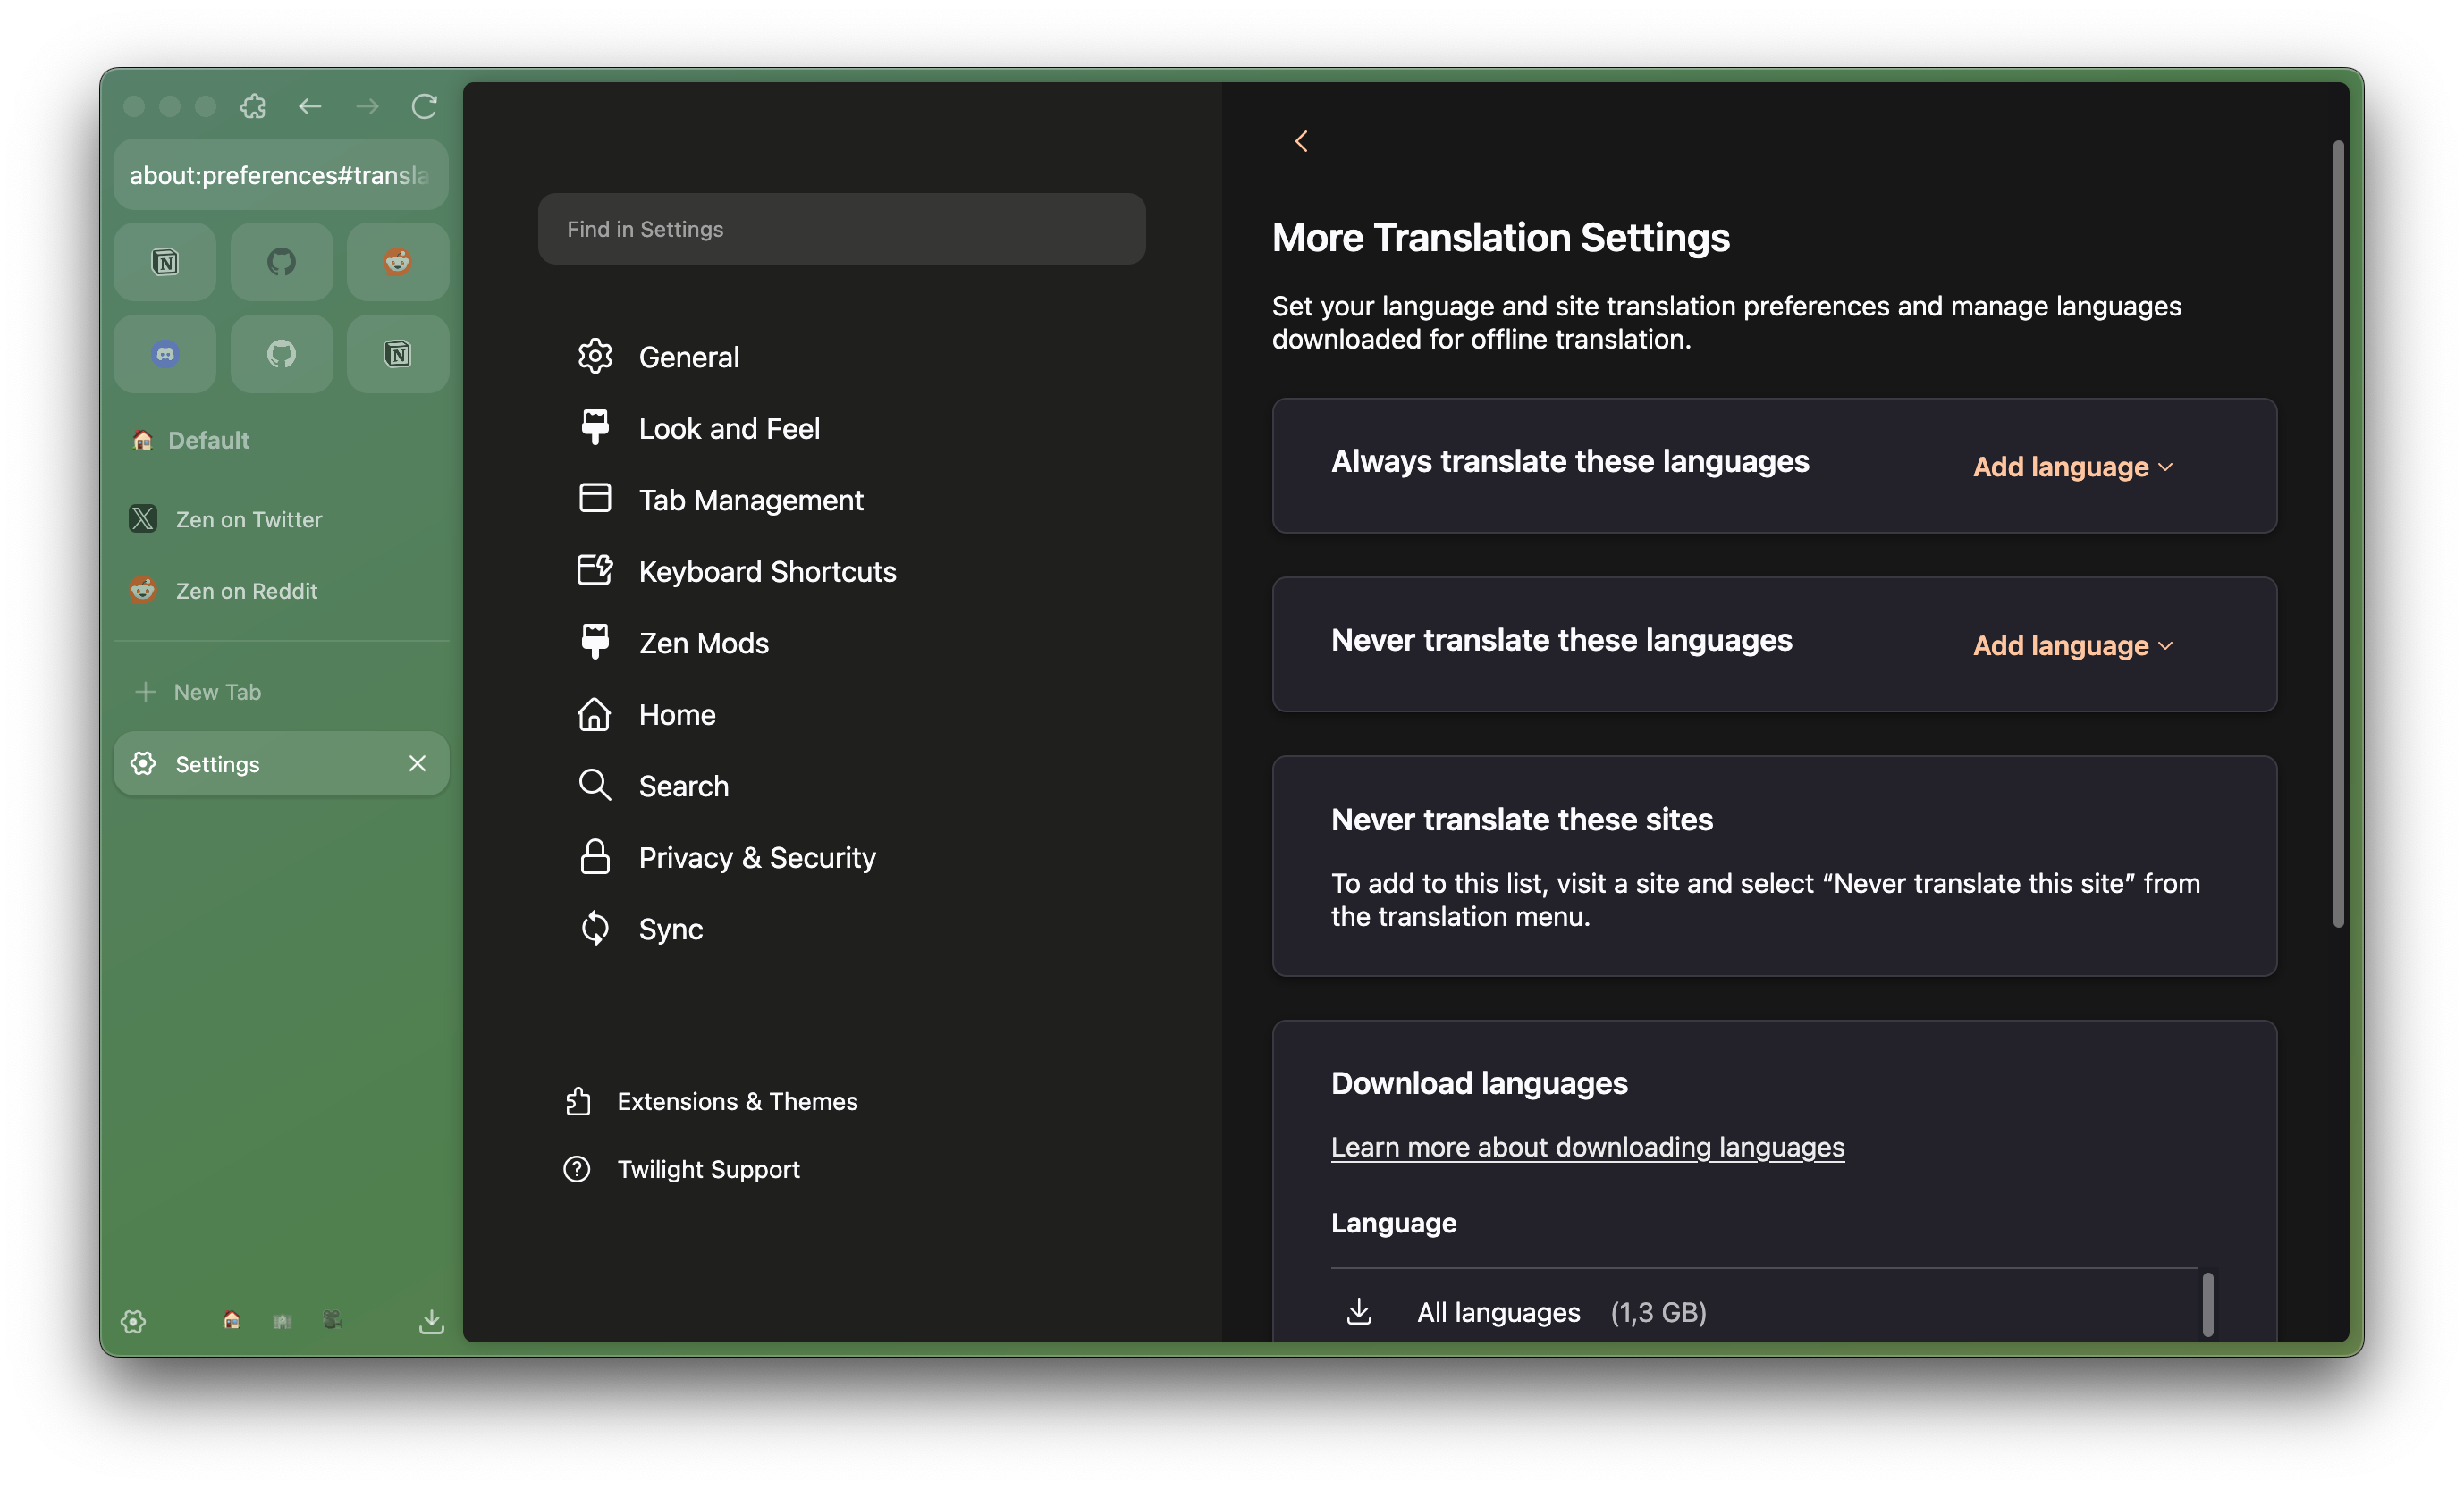 about:preferences#transla
Default
Zen on Twitter
Zen on Reddit
New Tab
Settings
Find in Settings
General
Look and Feel
Tab Management
Keyboard Shortcuts
Zen Mods
Home
Search
Privacy & Security
Sync
Extensions & Themes
Twilight Support
More Translation Settings
Set your language and site translation preferences and manage languages
downloaded for offline translation.
Always translate these languages
Add language
Never translate these languages
Add language
Never translate these sites
To add to this list, visit a site and select “Never translate this site” from
the translation menu.
Download languages
Learn more about downloading languages
Language
All languages (1,3 GB)